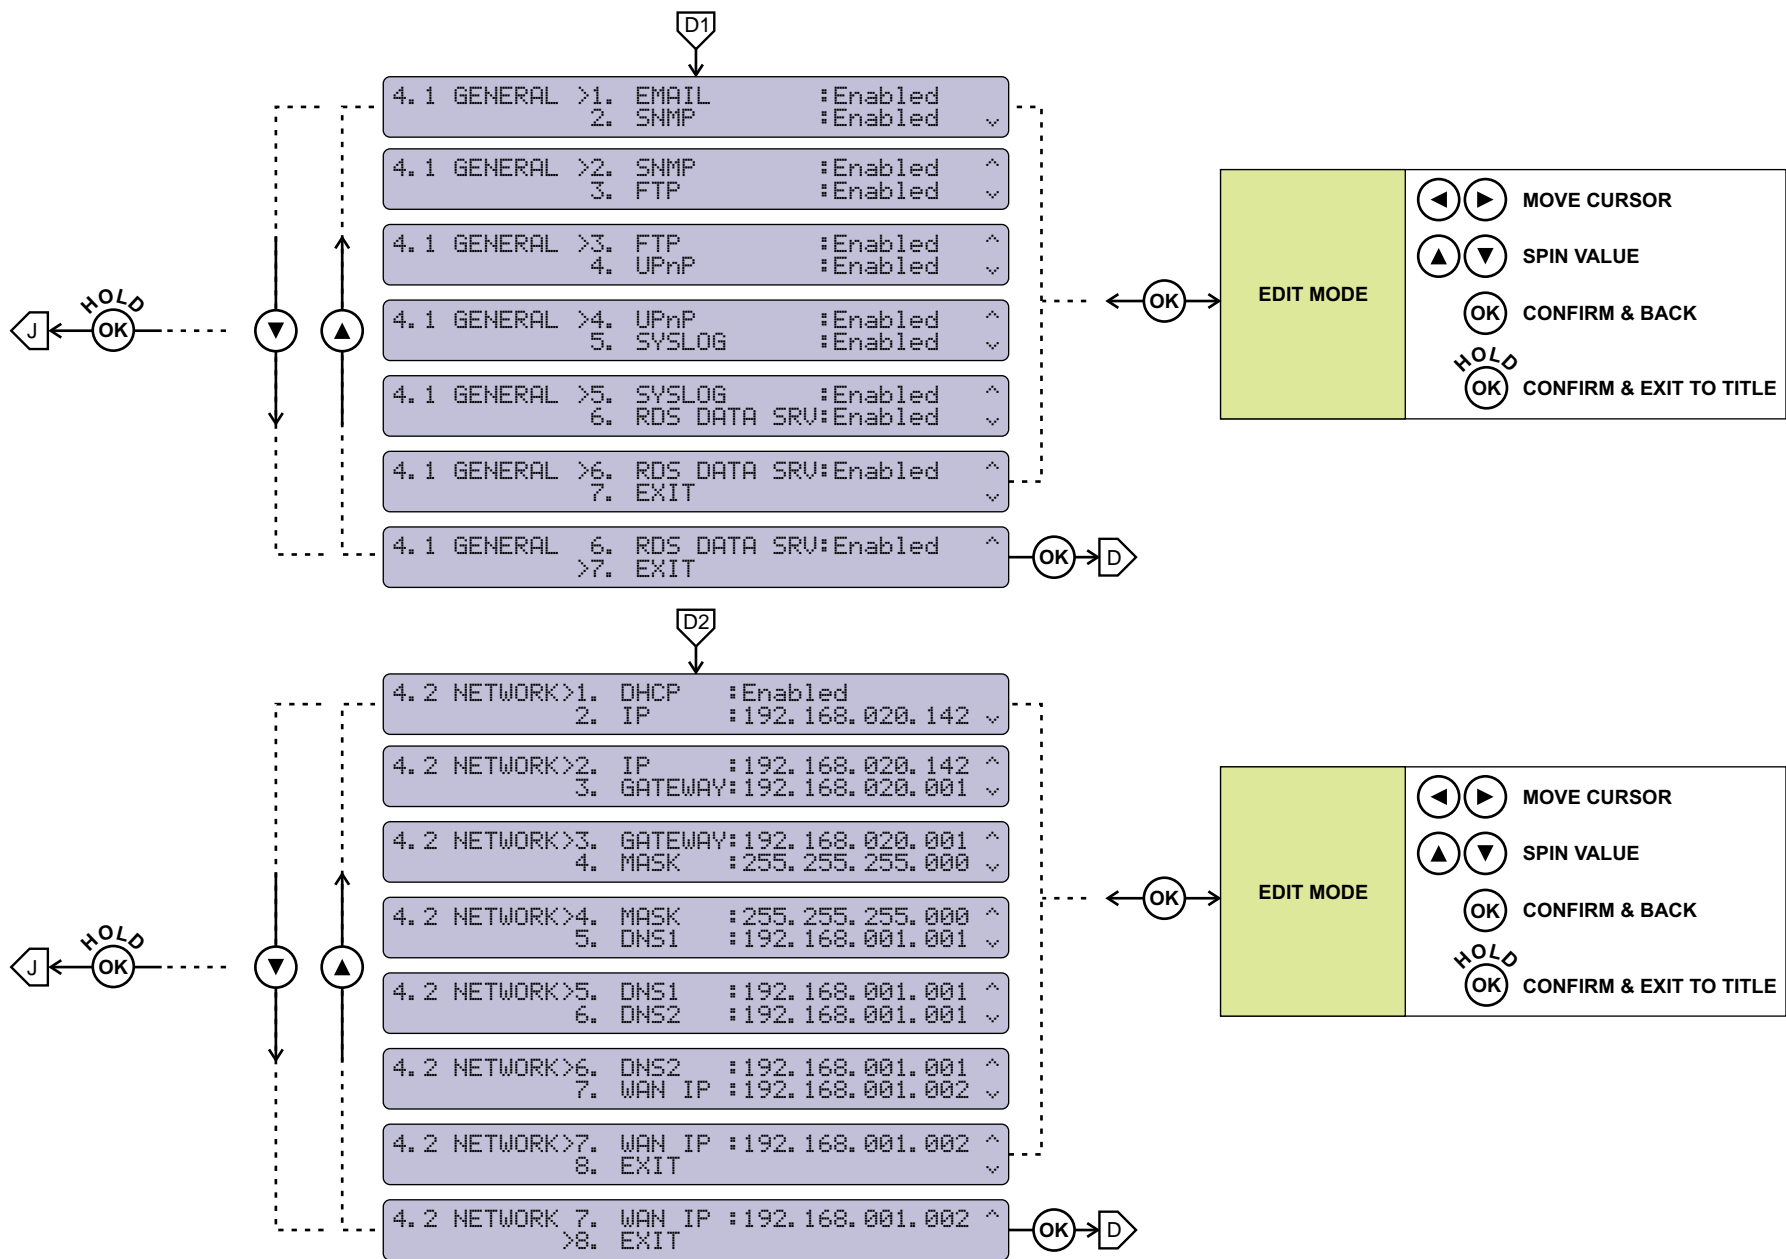 D1
4.1 GENERAL >1. EMAIL :Enabled
2. SNMP :Enabled
4.1 GENERAL >2. SNMP :Enabled ^
3. FTP :Enabled
4.1 GENERAL >3. FTP :Enabled ^
4. UPnP :Enabled
4.1 GENERAL >4. UPnP :Enabled ^
5. SYSLOG :Enabled
4.1 GENERAL >5. SYSLOG :Enabled ^
6. RDS DATA SRV:Enabled
4.1 GENERAL >6. RDS DATA SRV:Enabled ^
7. EXIT
4.1 GENERAL 6. RDS DATA SRV:Enabled ^
>7. EXIT
J
HOLD
OK
OK
D
OK
EDIT MODE
MOVE CURSOR
SPIN VALUE
OK CONFIRM & BACK
HOLD
OK CONFIRM & EXIT TO TITLE
D2
4.2 NETWORK>1. DHCP :Enabled
2. IP :192.168.020.142
4.2 NETWORK>2. IP :192.168.020.142 ^
3. GATEWAY:192.168.020.001
4.2 NETWORK>3. GATEWAY:192.168.020.001 ^
4. MASK :255.255.255.000
4.2 NETWORK>4. MASK :255.255.255.000 ^
5. DNS1 :192.168.001.001
4.2 NETWORK>5. DNS1 :192.168.001.001 ^
6. DNS2 :192.168.001.001
4.2 NETWORK>6. DNS2 :192.168.001.001 ^
7. WAN IP :192.168.001.002
4.2 NETWORK>7. WAN IP :192.168.001.002 ^
8. EXIT
4.2 NETWORK 7. WAN IP :192.168.001.002 ^
>8. EXIT
J
HOLD
OK
OK
D
OK
EDIT MODE
MOVE CURSOR
SPIN VALUE
OK CONFIRM & BACK
HOLD
OK CONFIRM & EXIT TO TITLE